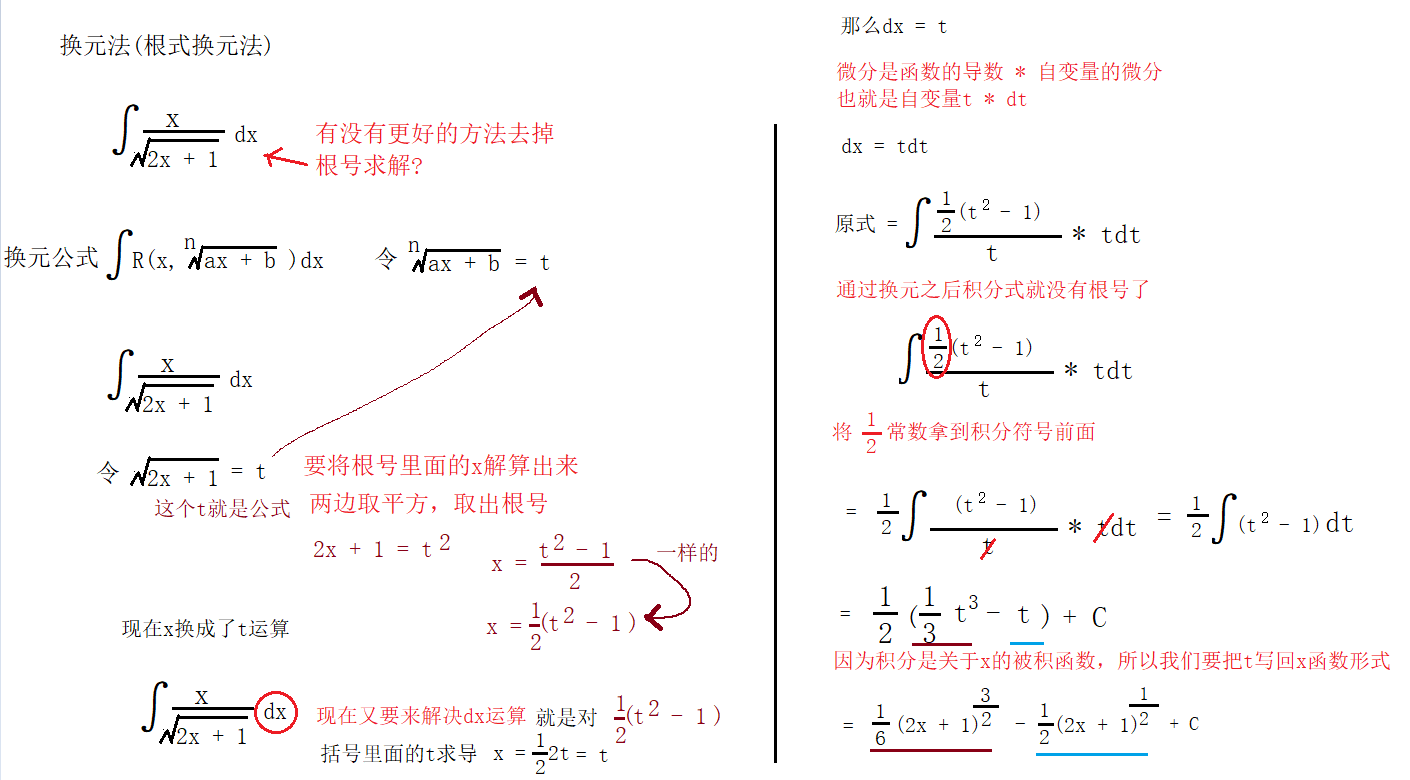 换元法(根式换元法)
∫ x/√(2x + 1) dx
有没有更好的方法去掉
根号求解?
换元公式 ∫R(x, ⁿ√(ax + b) )dx 令 ⁿ√(ax + b) = t
∫ x/√(2x + 1) dx
令 √(2x + 1) = t
这个t就是公式
要将根号里面的x解算出来
两边取平方，取出根号
2x + 1 = t²
x = (t² - 1)/2
一样的
x = 1/2(t² - 1)
现在x换成了t运算
∫ x/√(2x + 1) dx
现在又要来解决dx运算 就是对 1/2(t² - 1)
括号里面的t求导 x = 1/2 2t = t
那么dx = t
微分是函数的导数 * 自变量的微分
也就是自变量t * dt
dx = tdt
原式 = ∫ 1/2(t² - 1)/t * tdt
通过换元之后积分式就没有根号了
∫ 1/2(t² - 1)/t * tdt
将 1/2 常数拿到积分符号前面
= 1/2 ∫ (t² - 1)/t * tdt = 1/2 ∫(t² - 1)dt
= 1/2 (1/3 t³ - t ) + C
因为积分是关于x的被积函数，所以我们要把t写回x函数形式
= 1/6 (2x + 1)^(3/2) - 1/2 (2x + 1)^(1/2) + C